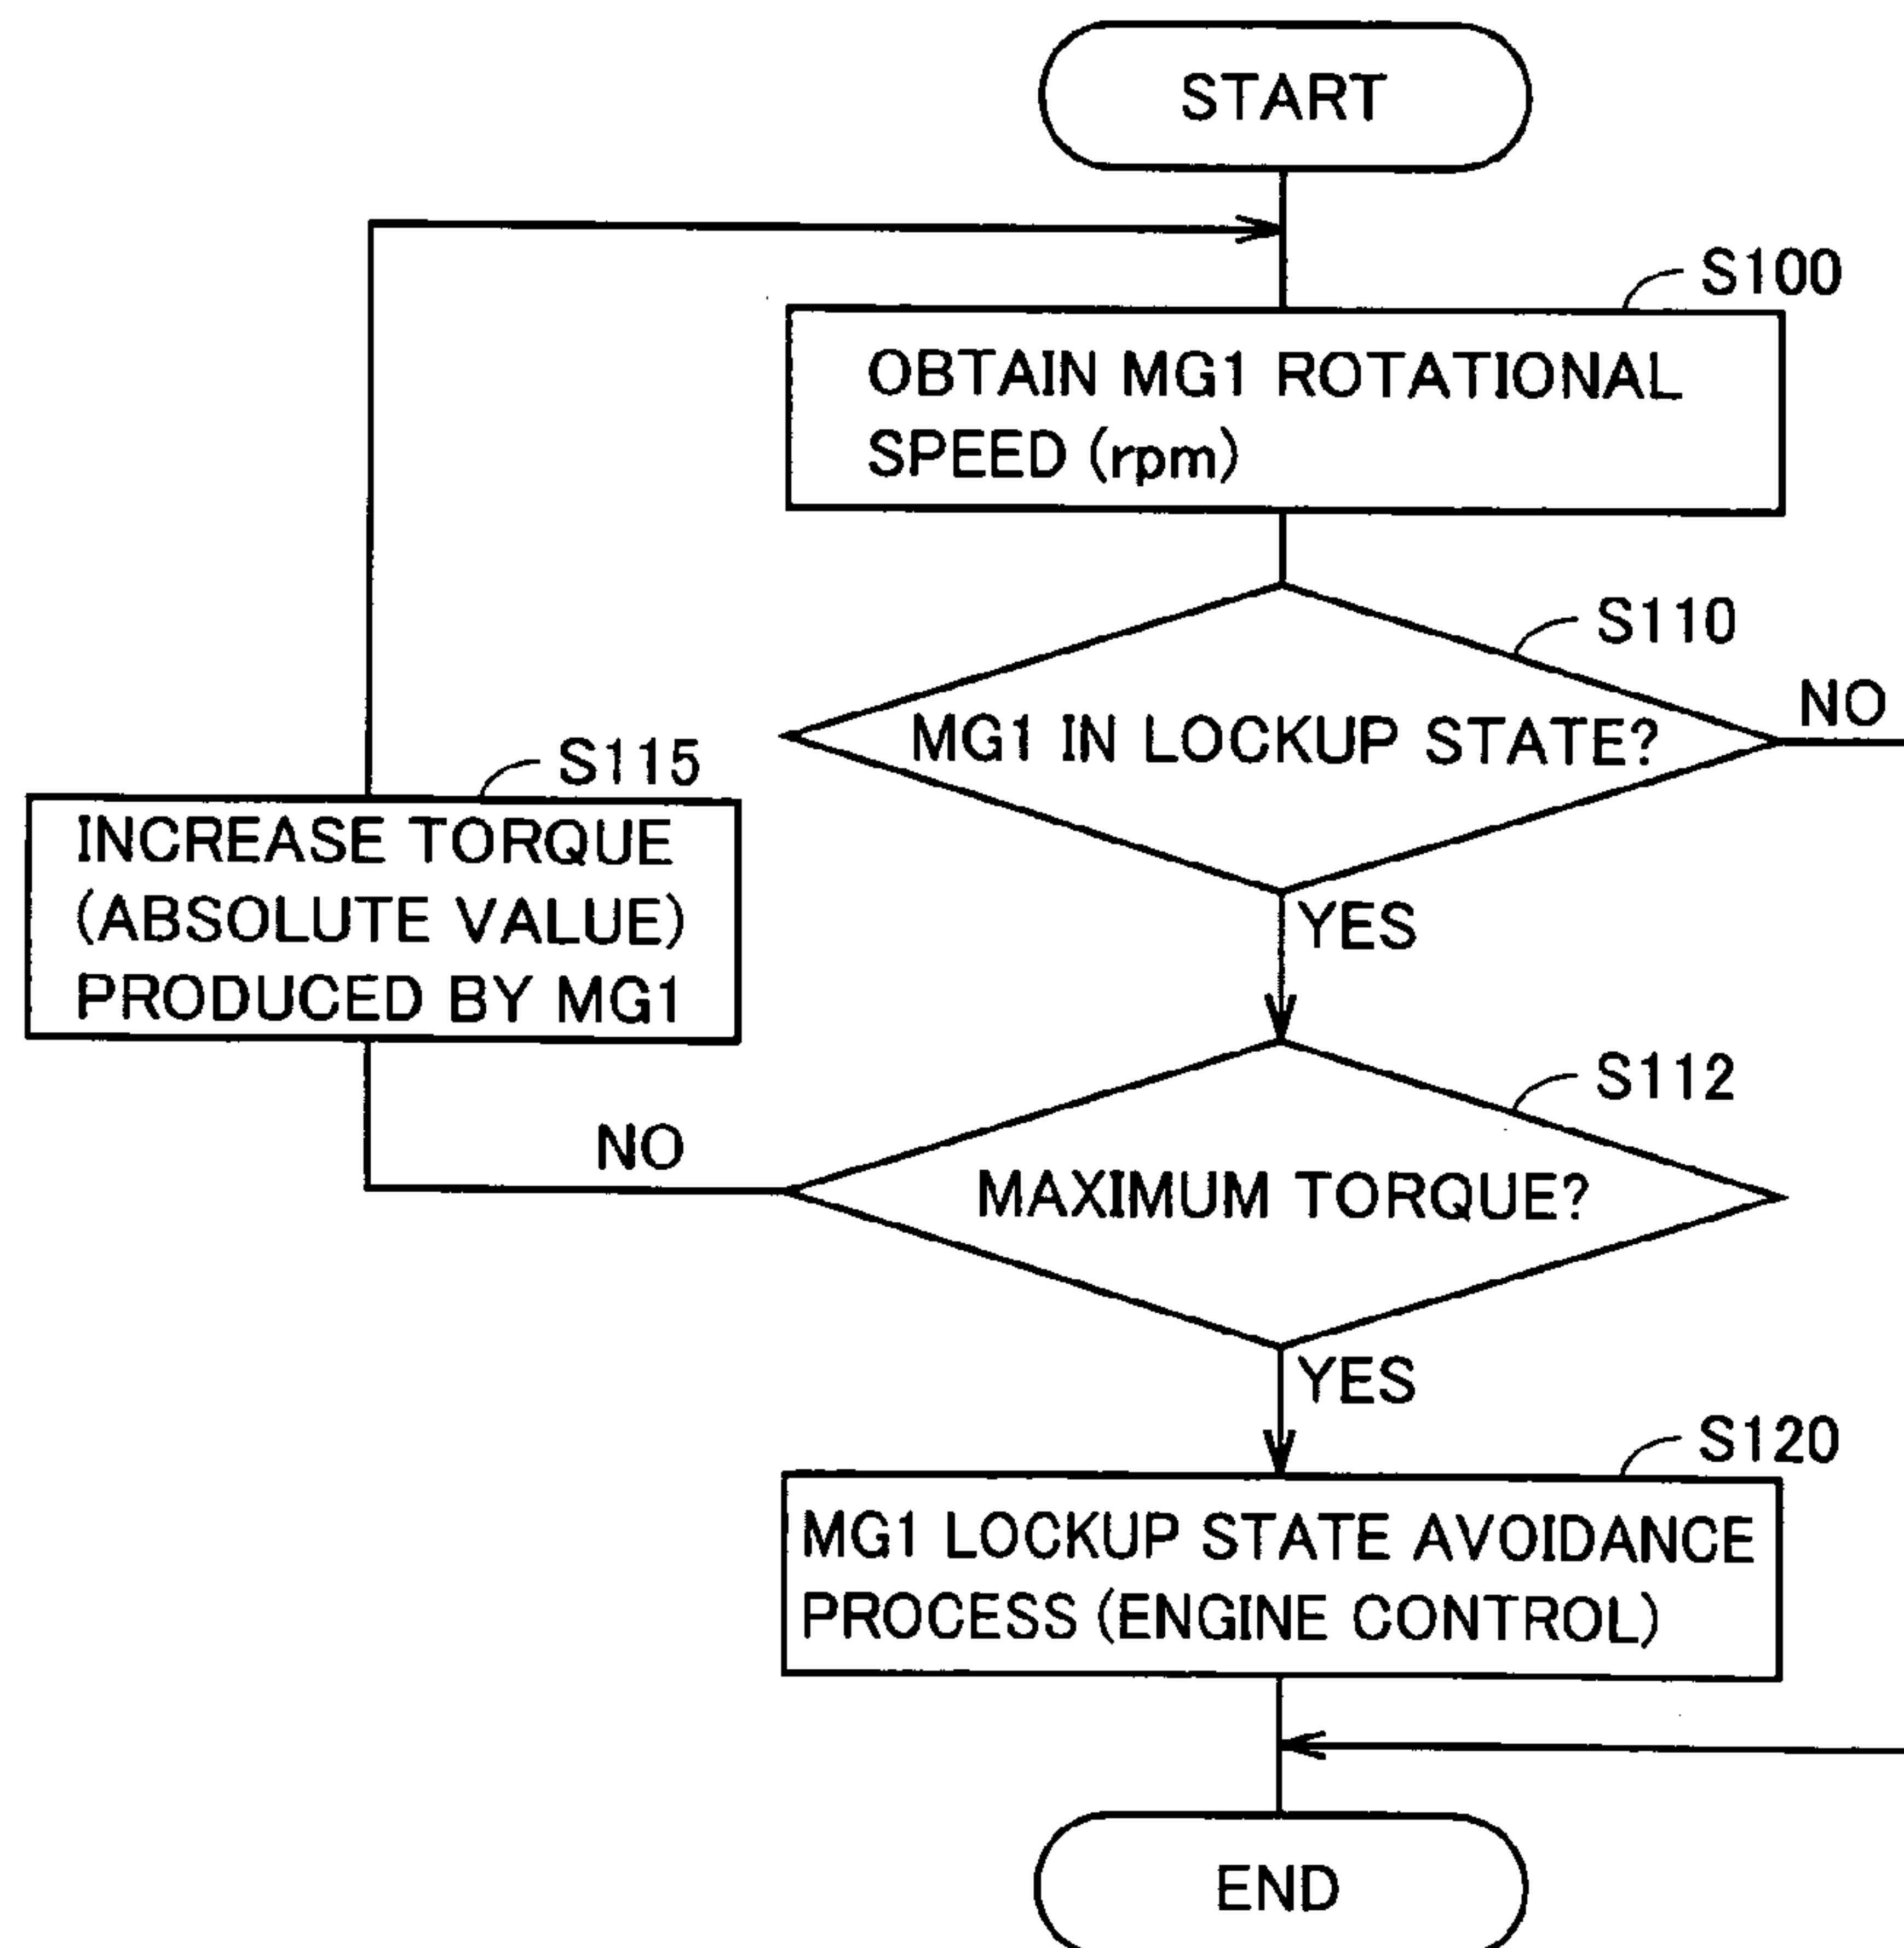 START
S100
OBTAIN MG1 ROTATIONAL
SPEED (rpm)
S110
MG1 IN LOCKUP STATE?
NO
S115
INCREASE TORQUE
(ABSOLUTE VALUE)
PRODUCED BY MG1
YES
S112
NO
MAXIMUM TORQUE?
YES
S120
MG1 LOCKUP STATE AVOIDANCE
PROCESS (ENGINE CONTROL)
END